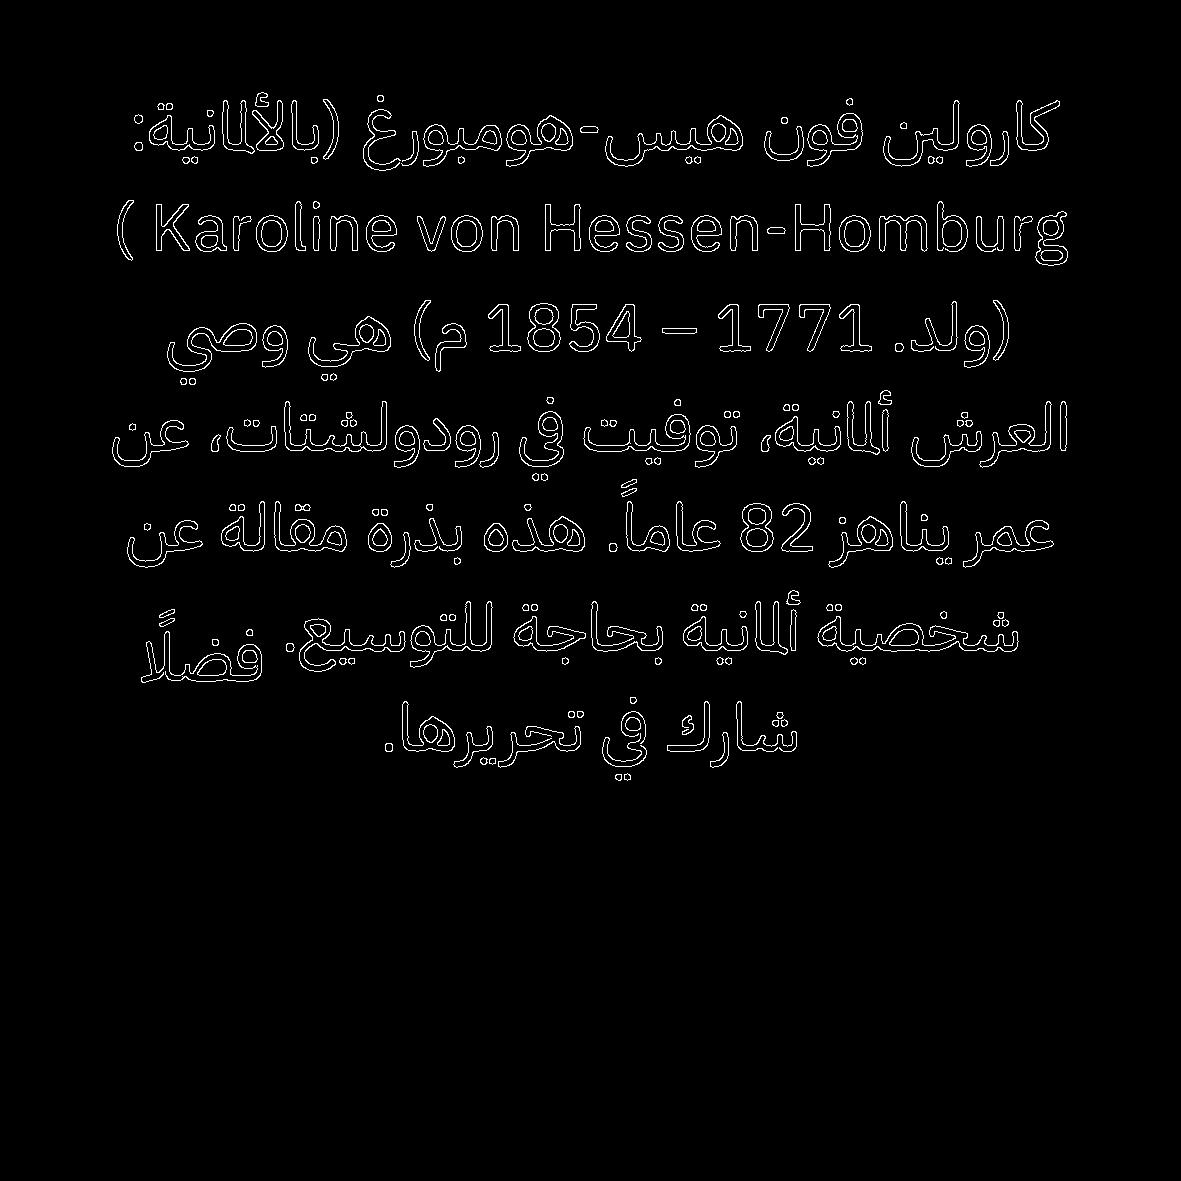 كارولين فون هيس-هومبورغ (بالألمانية:
Karoline von Hessen-Homburg )
(ولد. 1771 – 1854 م) هي وصي
العرش ألمانية، توفيت في رودولشتات، عن
عمر يناهز 82 عاماً. هذه بذرة مقالة عن
شخصية ألمانية بحاجة للتوسيع. فضلًا
شارك في تحريرها.